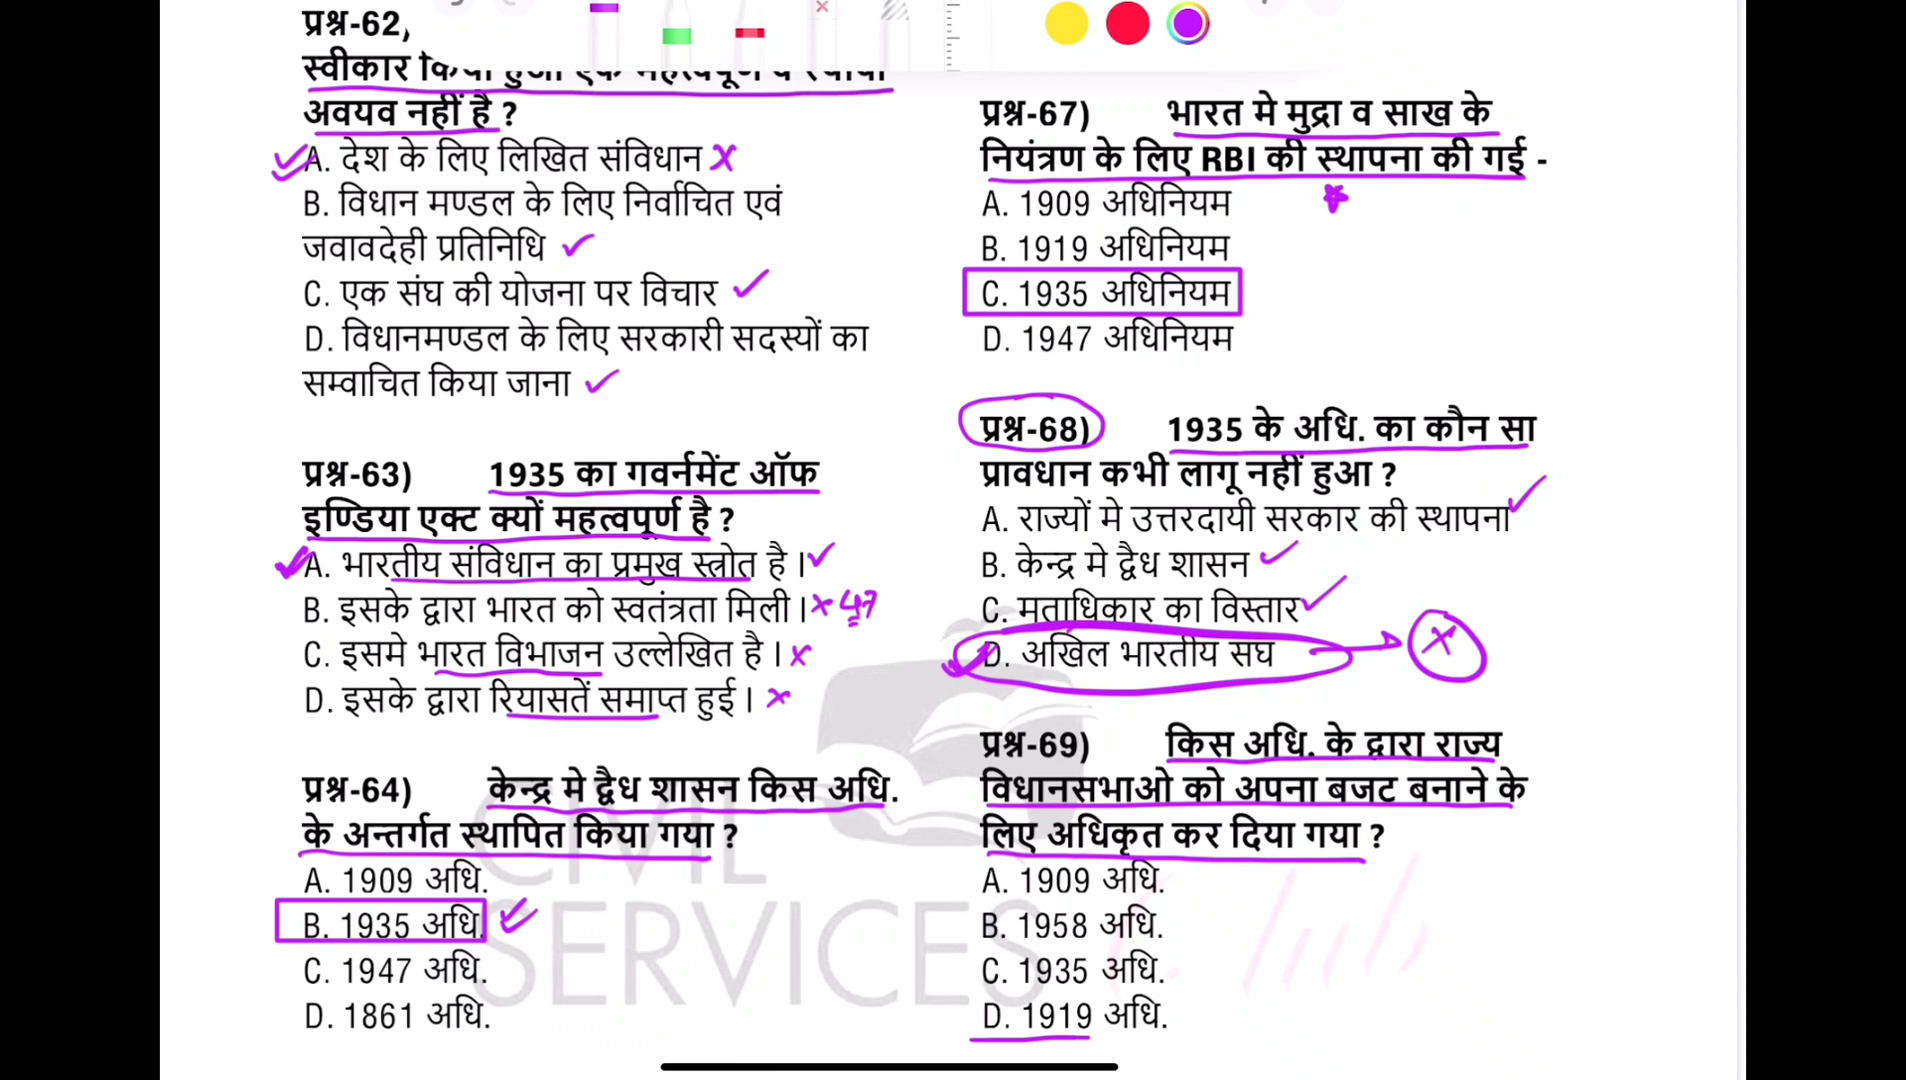 प्रश्न-62,
स्वीकार किया हुआ एक महत्वपूर्ण व स्थायी
अवयव नहीं है ?
A. देश के लिए लिखित संविधान
B. विधान मण्डल के लिए निर्वाचित एवं
जवावदेही प्रतिनिधि
C. एक संघ की योजना पर विचार
D. विधानमण्डल के लिए सरकारी सदस्यों का
सम्वाचित किया जाना
प्रश्न-63) 1935 का गवर्नमेंट ऑफ
इण्डिया एक्ट क्यों महत्वपूर्ण है ?
A. भारतीय संविधान का प्रमुख स्त्रोत है ।
B. इसके द्वारा भारत को स्वतंत्रता मिली । 47
C. इसमे भारत विभाजन उल्लेखित है ।
D. इसके द्वारा रियासतें समाप्त हुई ।
प्रश्न-64) केन्द्र मे द्वैध शासन किस अधि.
के अन्तर्गत स्थापित किया गया ?
A. 1909 अधि.
B. 1935 अधि.
C. 1947 अधि.
D. 1861 अधि.
प्रश्न-67) भारत मे मुद्रा व साख के
नियंत्रण के लिए RBI की स्थापना की गई -
A. 1909 अधिनियम
B. 1919 अधिनियम
C. 1935 अधिनियम
D. 1947 अधिनियम
प्रश्न-68) 1935 के अधि. का कौन सा
प्रावधान कभी लागू नहीं हुआ ?
A. राज्यों मे उत्तरदायी सरकार की स्थापना
B. केन्द्र मे द्वैध शासन
C. मताधिकार का विस्तार
D. अखिल भारतीय सघ
प्रश्न-69) किस अधि. के द्वारा राज्य
विधानसभाओ को अपना बजट बनाने के
लिए अधिकृत कर दिया गया ?
A. 1909 अधि.
B. 1958 अधि.
C. 1935 अधि.
D. 1919 अधि.
CIVIL
SERVICES